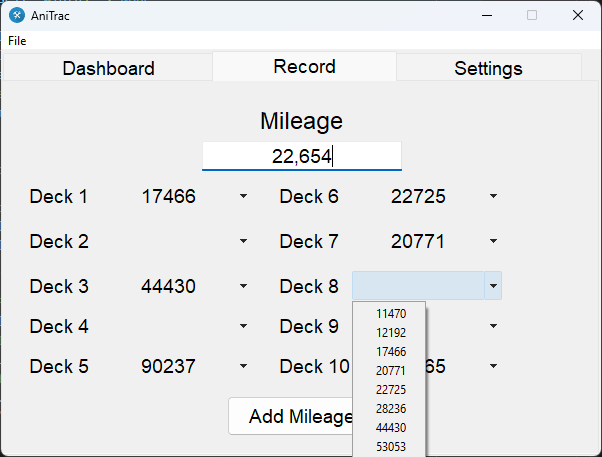 AniTrac
File
Dashboard Record Settings
Mileage
22,654
Deck 1 17466 Deck 6 22725
Deck 2 Deck 7 20771
Deck 3 44430 Deck 8
Deck 4 Deck 9
Deck 5 90237 Deck 10
11470
12192
17466
20771
22725
28236
44430
53053
Add Mileage